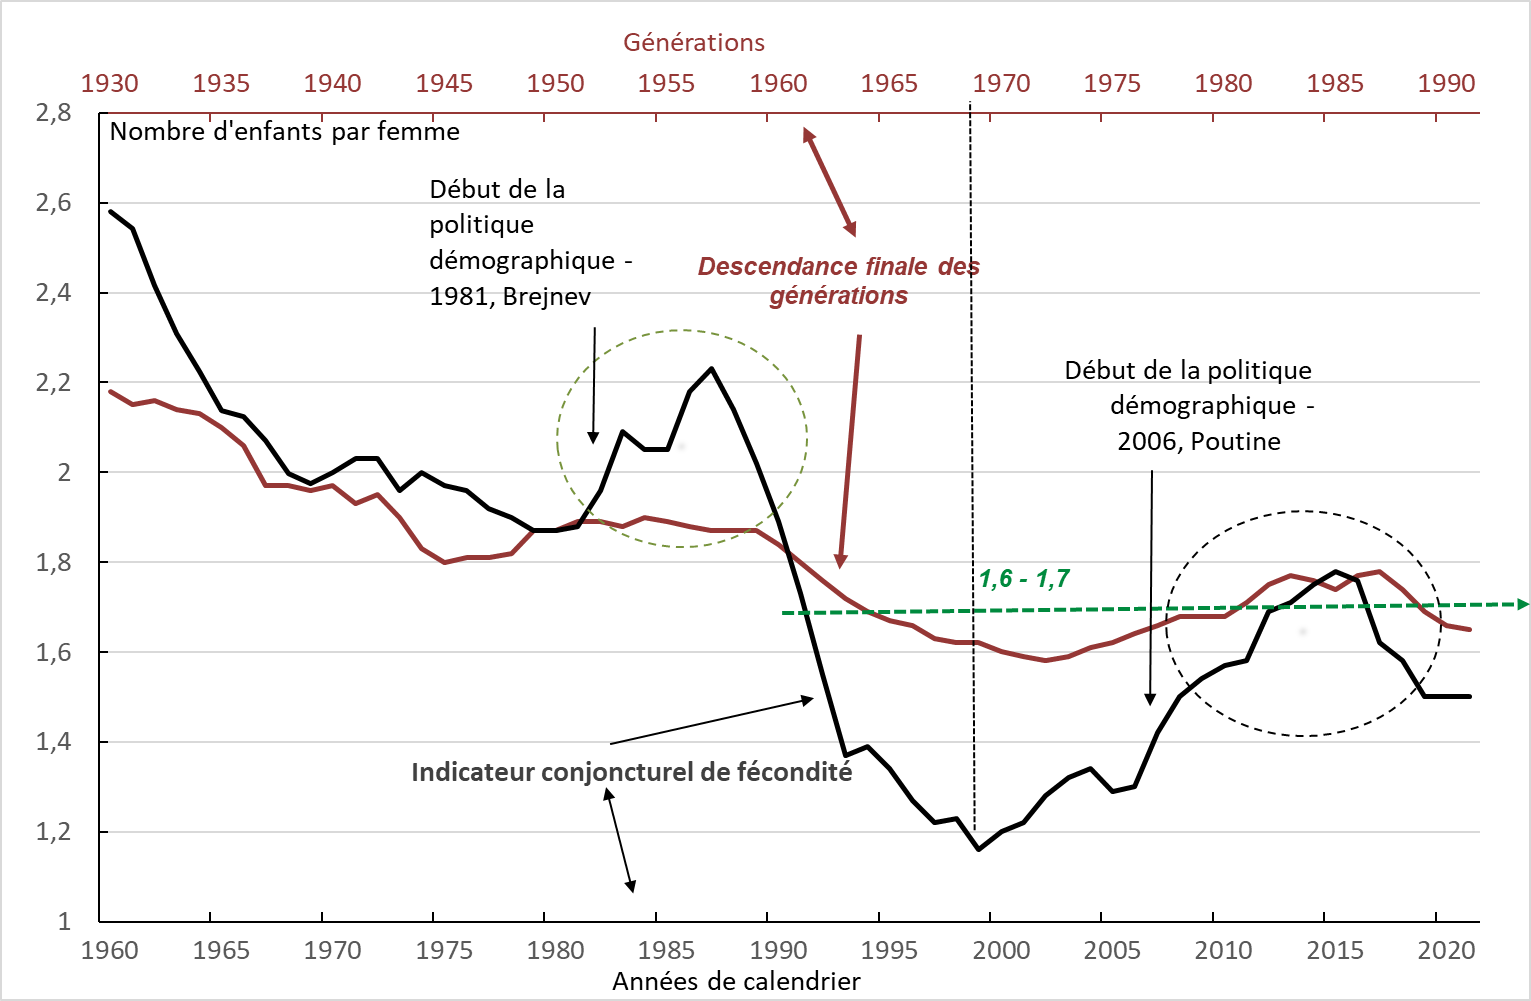 Générations
1930 1935 1940 1945 1950 1955 1960 1965 1970 1975 1980 1985 1990
2,8
Nombre d'enfants par femme
2,6
2,4
2,2
2
1,8
1,6
1,4
1,2
1
Début de la
politique
démographique -
1981, Brejnev
Descendance finale des
générations
Début de la politique
démographique -
2006, Poutine
1,6 - 1,7
Indicateur conjoncturel de fécondité
1960 1965 1970 1975 1980 1985 1990 1995 2000 2005 2010 2015 2020
Années de calendrier